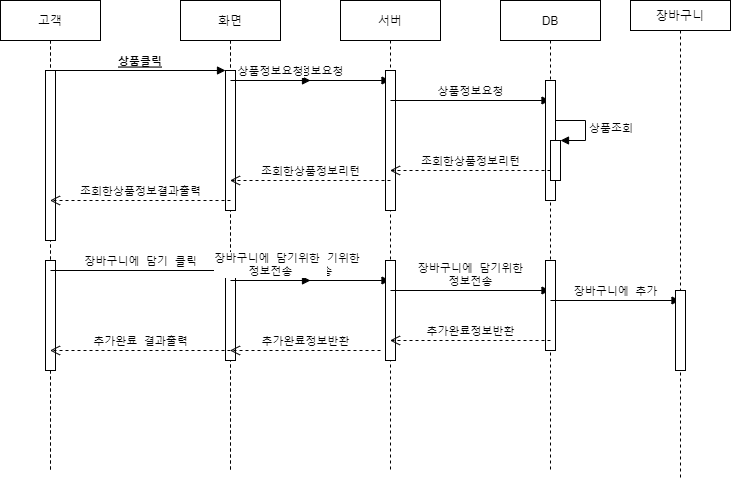 고객
화면
서버
DB
장바구니
상품클릭
상품정보요청
보요청
상품정보요청
상품조회
조회한상품정보리턴
조회한상품정보리턴
조회한상품정보결과출력
장바구니에 담기 클릭
장바구니에 담기위한
정보전송
기위한
송
장바구니에 담기위한
정보전송
장바구니에 추가
추가완료정보반환
추가완료정보반환
추가완료 결과출력